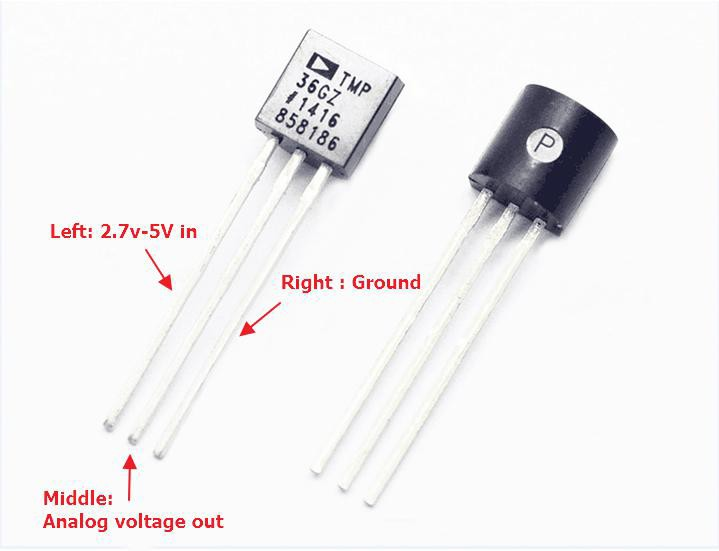 TMP
36GZ
#1416
858186
P
Left: 2.7v-5V in
Right : Ground
Middle:
Analog voltage out